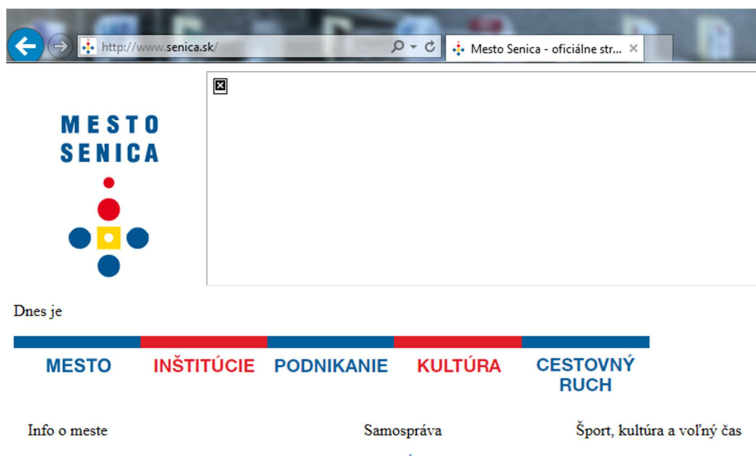 http://www.senica.sk/
Mesto Senica - oficiálne str...
MESTO
SENICA
Dnes je
MESTO INŠTITÚCIE PODNIKANIE KULTÚRA CESTOVNÝ
RUCH
Info o meste Samospráva Šport, kultúra a voľný čas